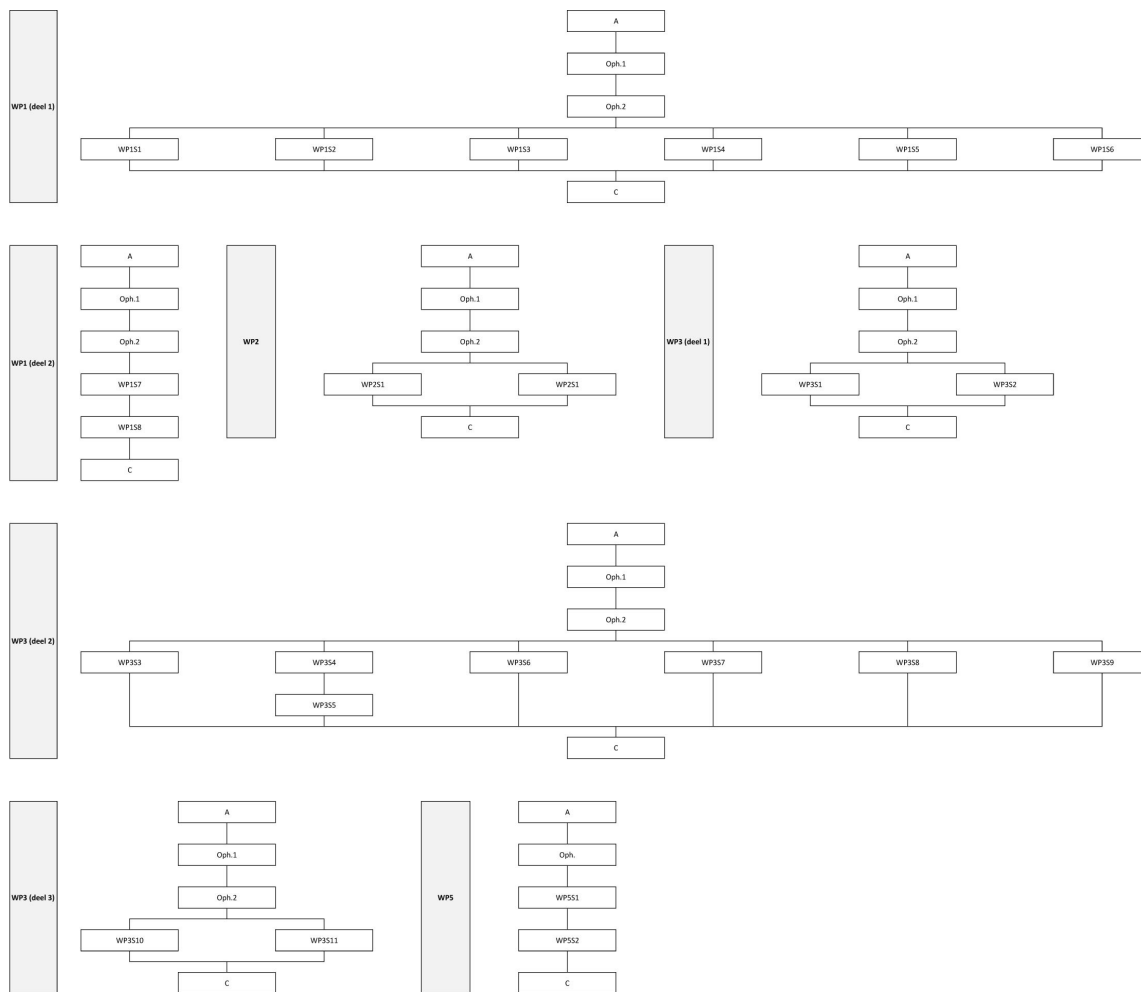 WP1 (deel 1)
A
Oph.1
Oph.2
WP1S1 WP1S2 WP1S3 WP1S4 WP1S5 WP1S6
C
WP1 (deel 2)
A
Oph.1
Oph.2
WP1S7
WP1S8
C
WP2
A
Oph.1
Oph.2
WP2S1 WP2S1
C
WP3 (deel 1)
A
Oph.1
Oph.2
WP3S1 WP3S2
C
WP3 (deel 2)
A
Oph.1
Oph.2
WP3S3 WP3S4 WP3S6 WP3S7 WP3S8 WP3S9
WP3S5
C
WP3 (deel 3)
A
Oph.1
Oph.2
WP3S10 WP3S11
C
WP5
A
Oph.
WP5S1
WP5S2
C